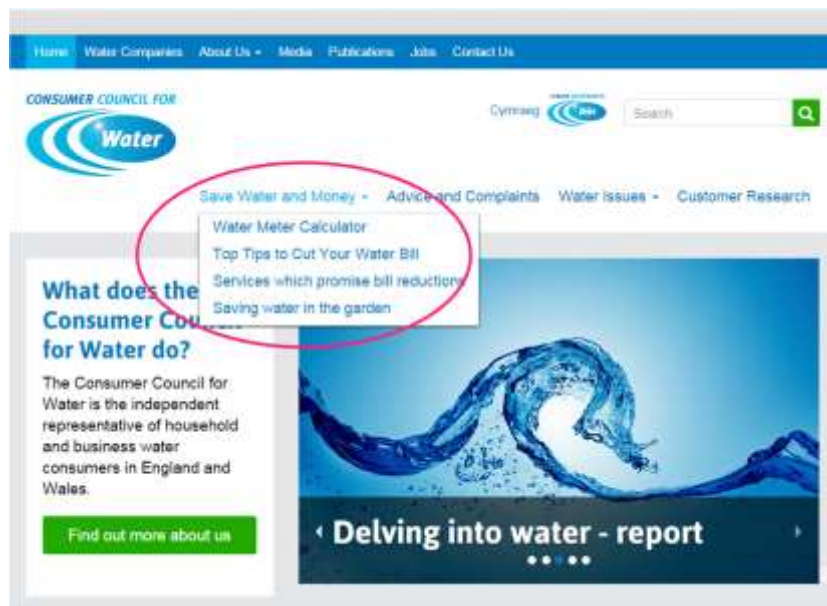 Home Water Companies About Us Media Publications Jobs Contact Us
CONSUMER COUNCIL FOR
Water
Cymraeg
Search
Save Water and Money Advice and Complaints Water Issues Customer Research
Water Meter Calculator
Top Tips to Cut Your Water Bill
Services which promise bill reductions
Saving water in the garden
What does the
Consumer Council
for Water do?
The Consumer Council for
Water is the independent
representative of household
and business water
consumers in England and
Wales.
Find out more about us
Delving into water - report